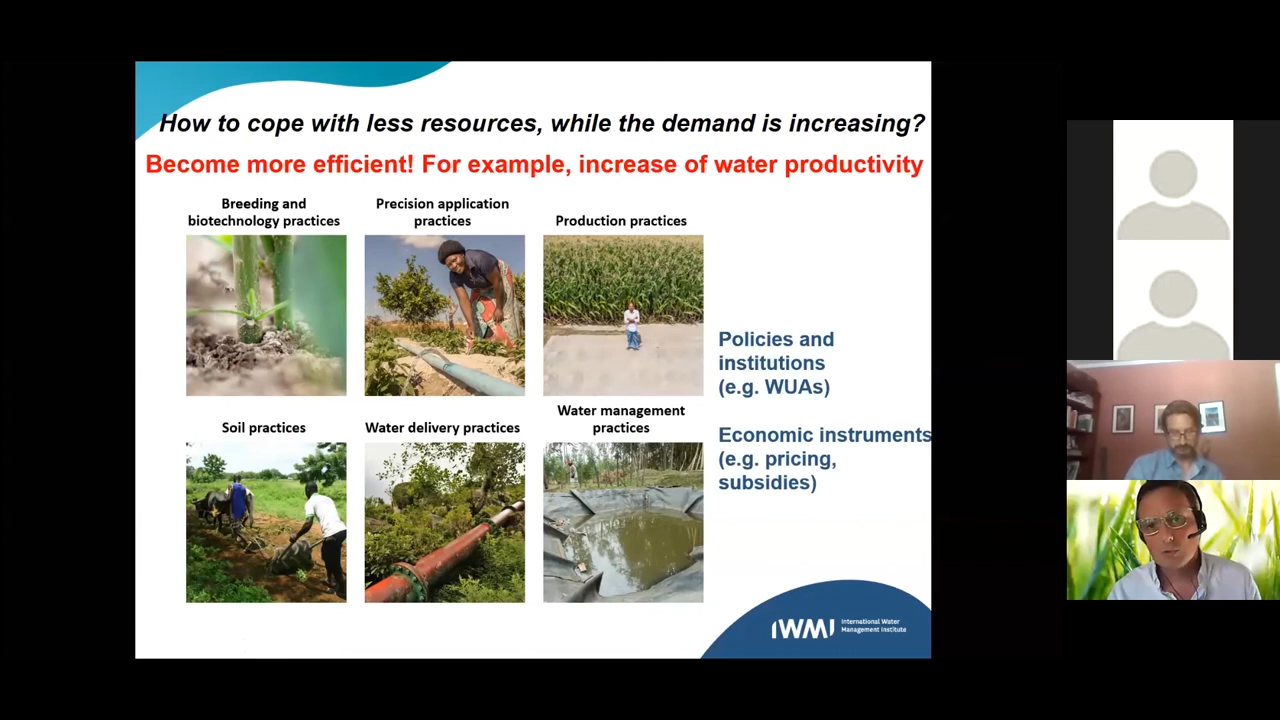 How to cope with less resources, while the demand is increasing?
Become more efficient! For example, increase of water productivity
Breeding and
biotechnology practices
Precision application
practices
Production practices
Soil practices
Water delivery practices
Water management
practices
Policies and
institutions
(e.g. WUAs)
Economic instruments
(e.g. pricing,
subsidies)
IWMI
International Water
Management Institute